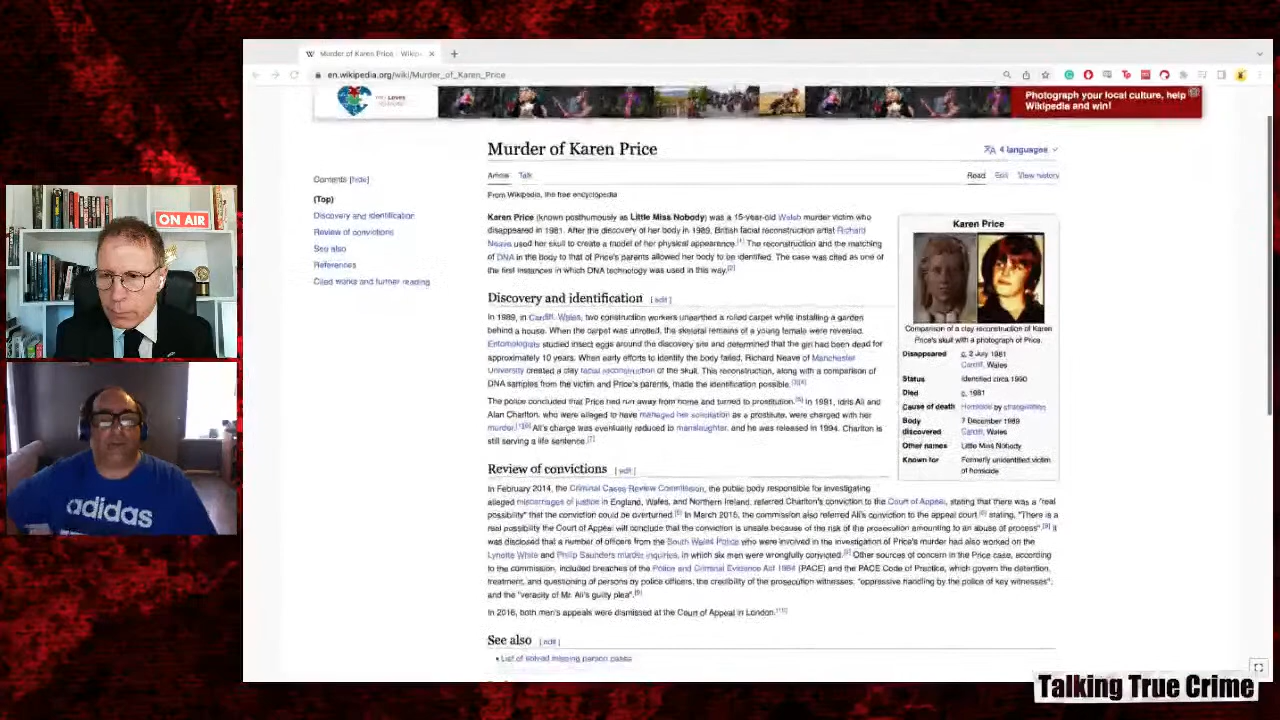 Murder of Karen Price - Wikip
en.wikipedia.org/wiki/Murder_of_Karen_Price
Photograph your local culture, help
Wikipedia and win!
Murder of Karen Price
4 languages
Contents [hide]
Article Talk
Read Edit View history
(Top)
From Wikipedia, the free encyclopedia
Discovery and identification
Review of convictions
See also
References
Cited works and further reading
Karen Price (known posthumously as Little Miss Nobody) was a 15-year-old Welsh murder victim who
disappeared in 1981. After the discovery of her body in 1989, British facial reconstruction artist Richard
Neave used her skull to create a model of her physical appearance.[1] The reconstruction and the matching
of DNA in the body to that of Price's parents allowed her body to be identified. The case was cited as one of
the first instances in which DNA technology was used in this way.[2]
Discovery and identification [edit]
In 1989, in Cardiff, Wales, two construction workers unearthed a rolled carpet while installing a garden
behind a house. When the carpet was unrolled, the skeletal remains of a young female were revealed.
Entomologists studied insect eggs around the discovery site and determined that the girl had been dead for
approximately 10 years. When early efforts to identify the body failed, Richard Neave of Manchester
University created a clay facial reconstruction of the skull. This reconstruction, along with a comparison of
DNA samples from the victim and Price's parents, made the identification possible.[3][4]
The police concluded that Price had run away from home and turned to prostitution.[5] In 1991, Idris Ali and
Alan Charlton, who were alleged to have managed her solicitation as a prostitute, were charged with her
murder.[1][6] Ali's charge was eventually reduced to manslaughter, and he was released in 1994. Charlton is
still serving a life sentence.[7]
Karen Price
Comparison of a clay reconstruction of Karen
Price's skull with a photograph of Price.
Disappeared c. 2 July 1981
Cardiff, Wales
Status Identified circa 1990
Died c. 1981
Cause of death Homicide by strangulation
Body discovered 7 December 1989
Cardiff, Wales
Other names Little Miss Nobody
Known for Formerly unidentified victim
of homicide
Review of convictions [edit]
In February 2014, the Criminal Cases Review Commission, the public body responsible for investigating
alleged miscarriages of justice in England, Wales, and Northern Ireland, referred Charlton's conviction to the Court of Appeal, stating that there was a "real
possibility" that the conviction could be overturned.[8] In March 2015, the commission also referred Ali's conviction to the appeal court stating, "There is a
real possibility the Court of Appeal will conclude that the conviction is unsafe because of the risk of the prosecution amounting to an abuse of process".[9] It
was disclosed that a number of officers from the South Wales Police who were involved in the investigation of Price's murder had also worked on the
Lynette White and Philip Saunders murder inquiries, in which six men were wrongfully convicted.[9] Other sources of concern in the Price case, according
to the commission, included breaches of the Police and Criminal Evidence Act 1984 (PACE) and the PACE Code of Practice, which govern the detention,
treatment, and questioning of persons by police officers, the credibility of the prosecution witnesses, "oppressive handling by the police of key witnesses";
and the "veracity of Mr. Ali's guilty plea".[9]
In 2016, both men's appeals were dismissed at the Court of Appeal in London.[10]
See also [edit]
• List of solved missing person cases
ON AIR
adidas
Talking True Crime